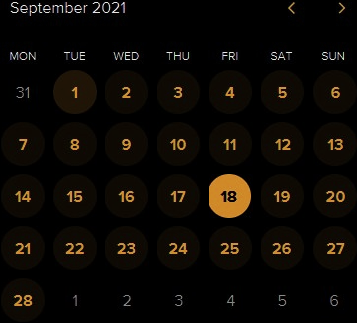 September 2021
MON TUE WED THU FRI SAT SUN
31 1 2 3 4 5 6
7 8 9 10 11 12 13
14 15 16 17 18 19 20
21 22 23 24 25 26 27
28 1 2 3 4 5 6